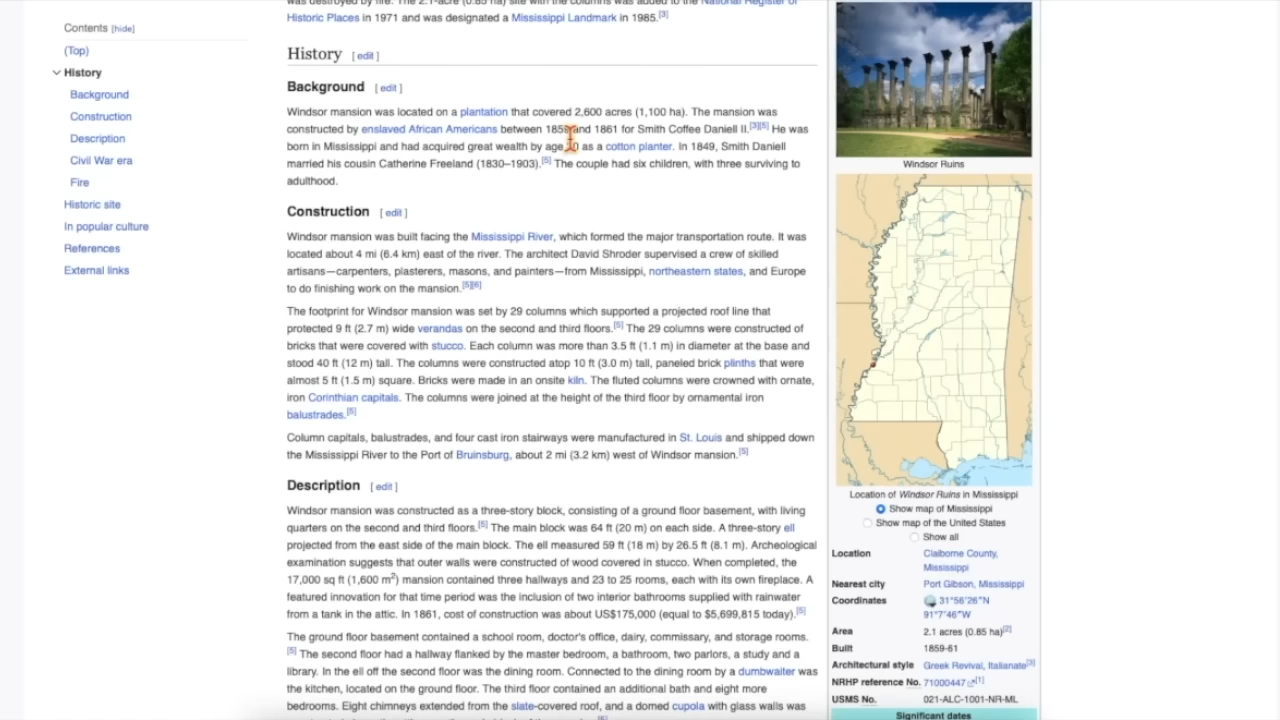 Contents [hide]
(Top)
History
Background
Construction
Description
Civil War era
Fire
Historic site
In popular culture
References
External links
was destroyed by fire. The 2.1-acre (0.85 ha) site with the columns was added to the National Register of
Historic Places in 1971 and was designated a Mississippi Landmark in 1985.[3]
History [ edit ]
Background [ edit ]
Windsor mansion was located on a plantation that covered 2,600 acres (1,100 ha). The mansion was
constructed by enslaved African Americans between 1859 and 1861 for Smith Coffee Daniell II.[3][5] He was
born in Mississippi and had acquired great wealth by age as a cotton planter. In 1849, Smith Daniell
married his cousin Catherine Freeland (1830–1903).[5] The couple had six children, with three surviving to
adulthood.
Construction [ edit ]
Windsor mansion was built facing the Mississippi River, which formed the major transportation route. It was
located about 4 mi (6.4 km) east of the river. The architect David Shroder supervised a crew of skilled
artisans—carpenters, plasterers, masons, and painters—from Mississippi, northeastern states, and Europe
to do finishing work on the mansion.[5][6]
The footprint for Windsor mansion was set by 29 columns which supported a projected roof line that
protected 9 ft (2.7 m) wide verandas on the second and third floors.[5] The 29 columns were constructed of
bricks that were covered with stucco. Each column was more than 3.5 ft (1.1 m) in diameter at the base and
stood 40 ft (12 m) tall. The columns were constructed atop 10 ft (3.0 m) tall, paneled brick plinths that were
almost 5 ft (1.5 m) square. Bricks were made in an onsite kiln. The fluted columns were crowned with ornate,
iron Corinthian capitals. The columns were joined at the height of the third floor by ornamental iron
balustrades.[5]
Column capitals, balustrades, and four cast iron stairways were manufactured in St. Louis and shipped down
the Mississippi River to the Port of Bruinsburg, about 2 mi (3.2 km) west of Windsor mansion.[5]
Description [ edit ]
Windsor mansion was constructed as a three-story block, consisting of a ground floor basement, with living
quarters on the second and third floors.[5] The main block was 64 ft (20 m) on each side. A three-story ell
projected from the east side of the main block. The ell measured 59 ft (18 m) by 26.5 ft (8.1 m). Archeological
examination suggests that outer walls were constructed of wood covered in stucco. When completed, the
17,000 sq ft (1,600 m²) mansion contained three hallways and 23 to 25 rooms, each with its own fireplace. A
featured innovation for that time period was the inclusion of two interior bathrooms supplied with rainwater
from a tank in the attic. In 1861, cost of construction was about US$175,000 (equal to $5,699,815 today).[5]
The ground floor basement contained a school room, doctor's office, dairy, commissary, and storage rooms.
[5] The second floor had a hallway flanked by the master bedroom, a bathroom, two parlors, a study and a
library. In the ell off the second floor was the dining room. Connected to the dining room by a dumbwaiter was
the kitchen, located on the ground floor. The third floor contained an additional bath and eight more
bedrooms. Eight chimneys extended from the slate-covered roof, and a domed cupola with glass walls was
Windsor Ruins
Location of Windsor Ruins in Mississippi
Show map of Mississippi
Show map of the United States
Show all
Location Claiborne County,
Mississippi
Nearest city Port Gibson, Mississippi
Coordinates 31°56′26″N
91°7′46″W
Area 2.1 acres (0.85 ha)[2]
Built 1859-61
Architectural style Greek Revival, Italianate[3]
NRHP reference No. 71000447[1]
USMS No. 021-ALC-1001-NR-ML
Significant dates